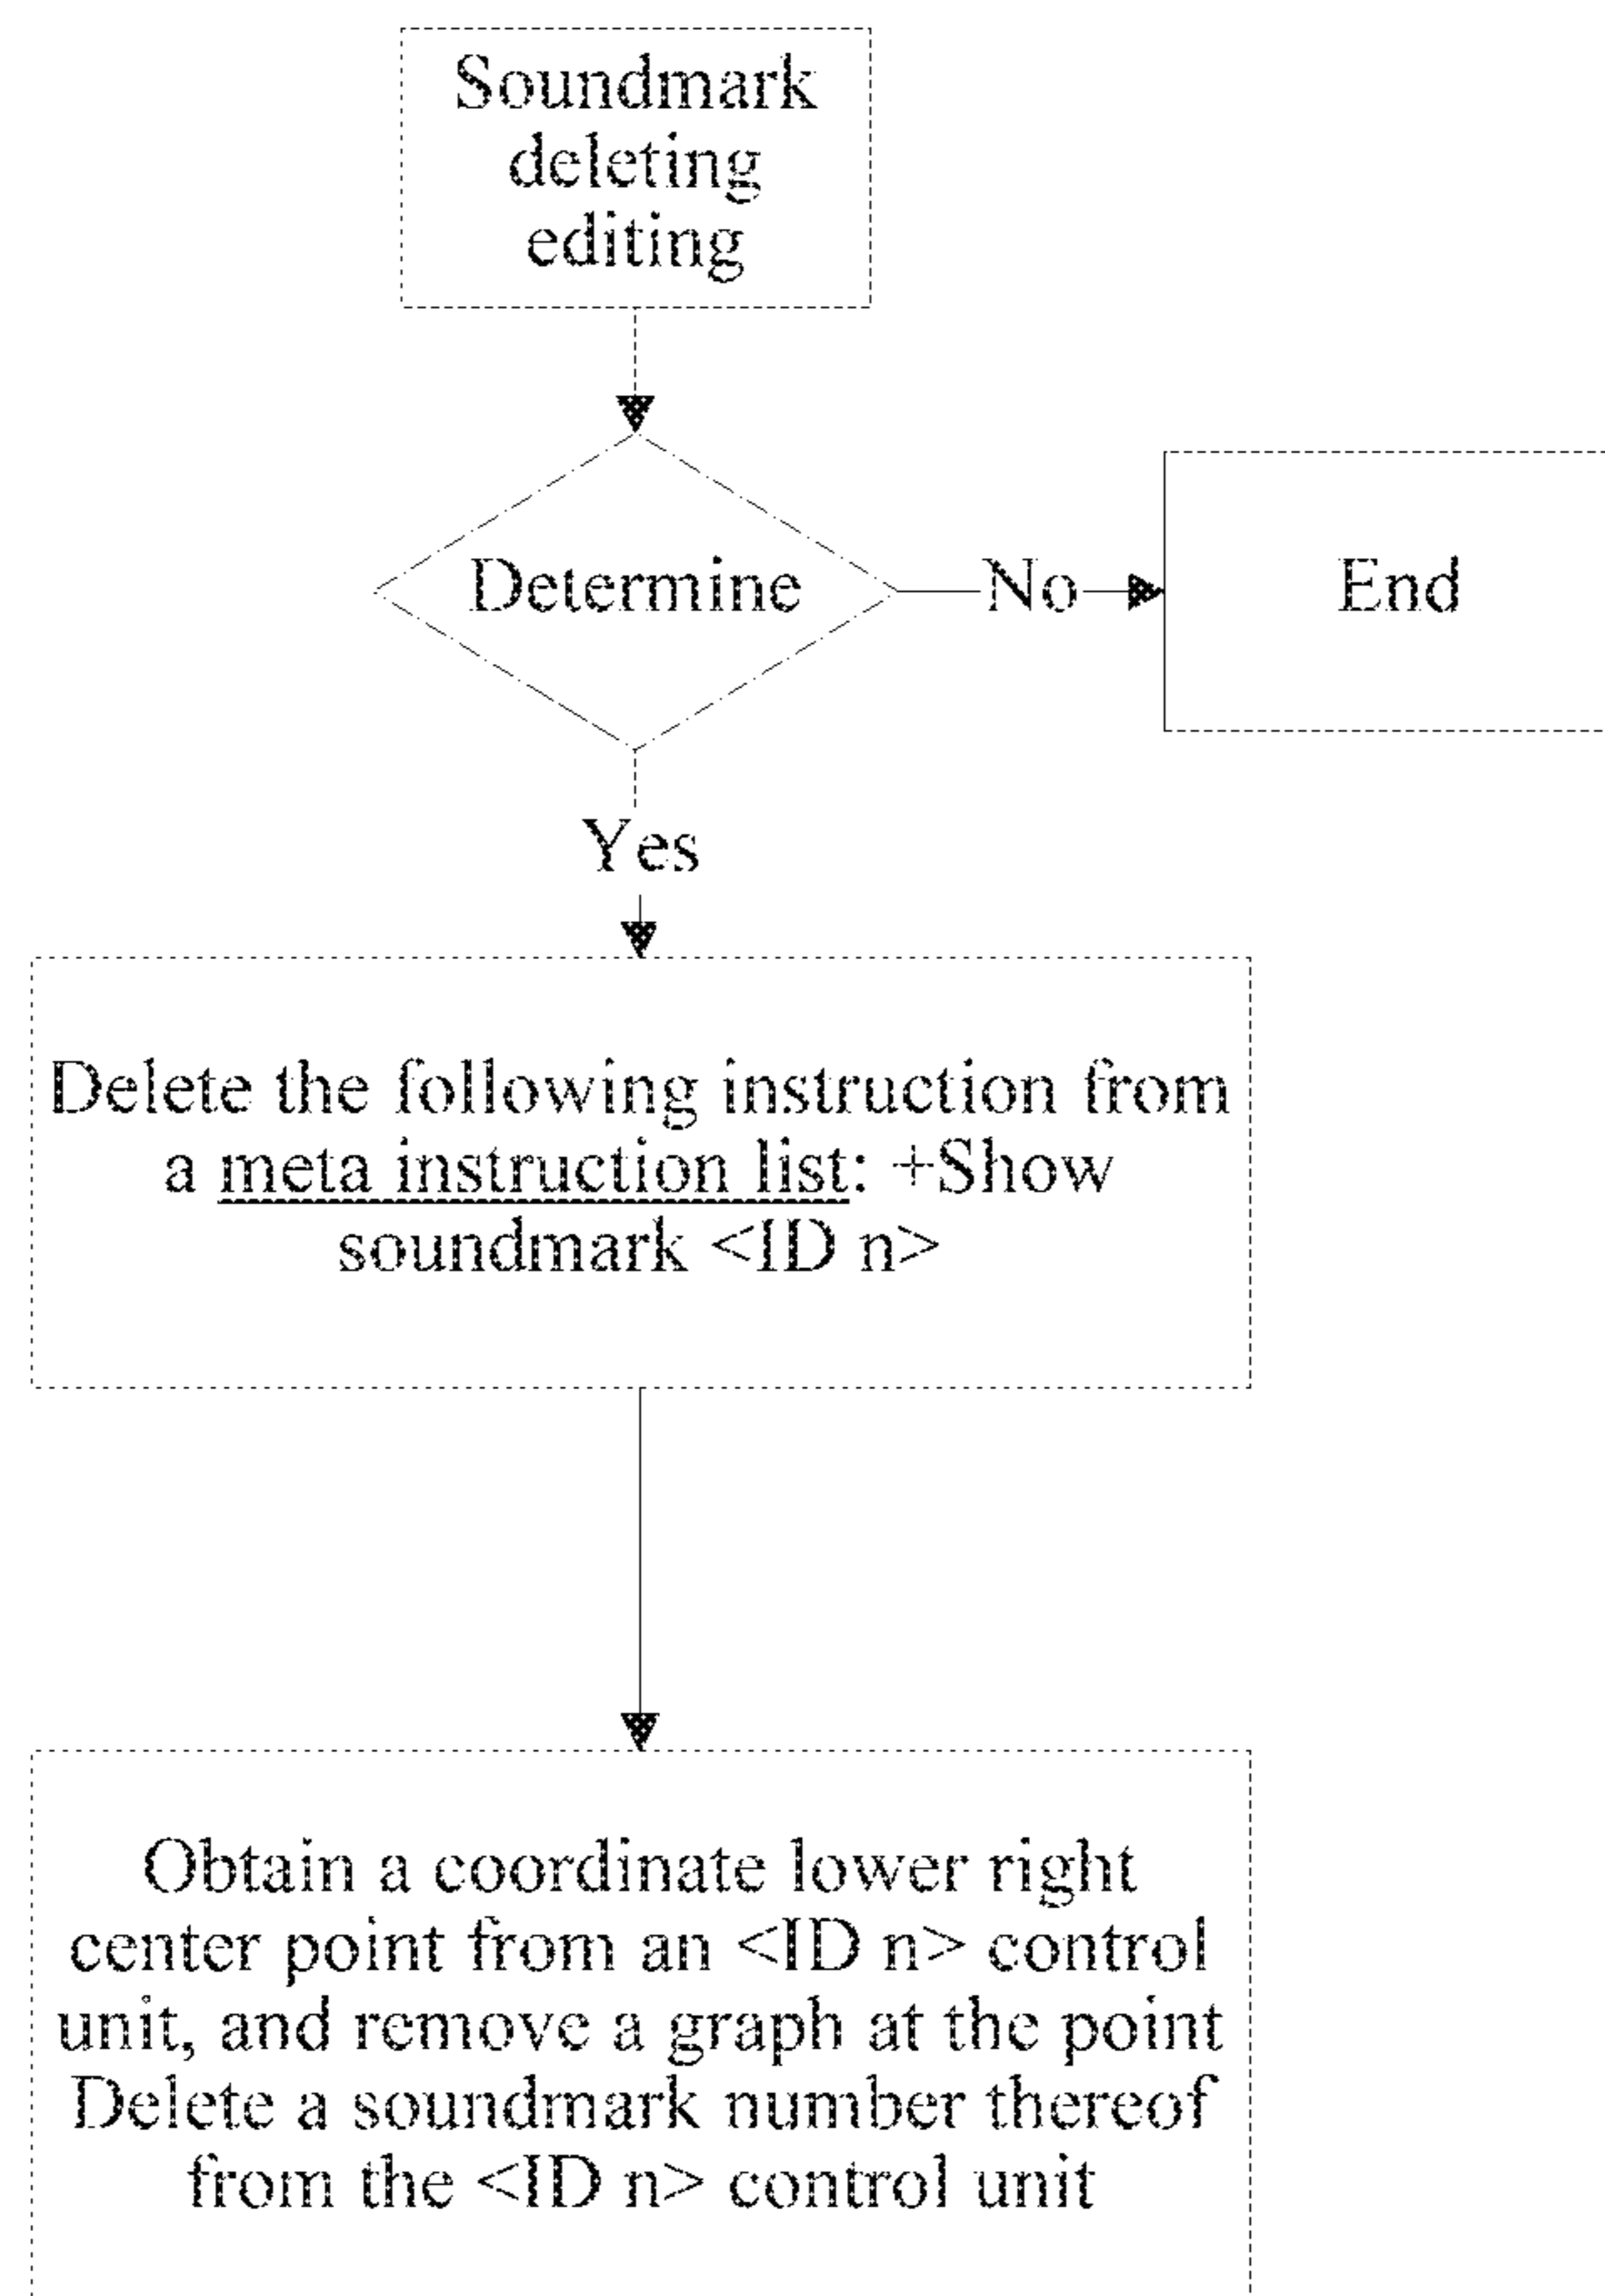 Soundmark
deleting
editing
Determine
No
End
Yes
Delete the following instruction from
a meta instruction list: +Show
soundmark <ID n>
Obtain a coordinate lower right
center point from an <ID n> control
unit, and remove a graph at the point
Delete a soundmark number thereof
from the <ID n> control unit